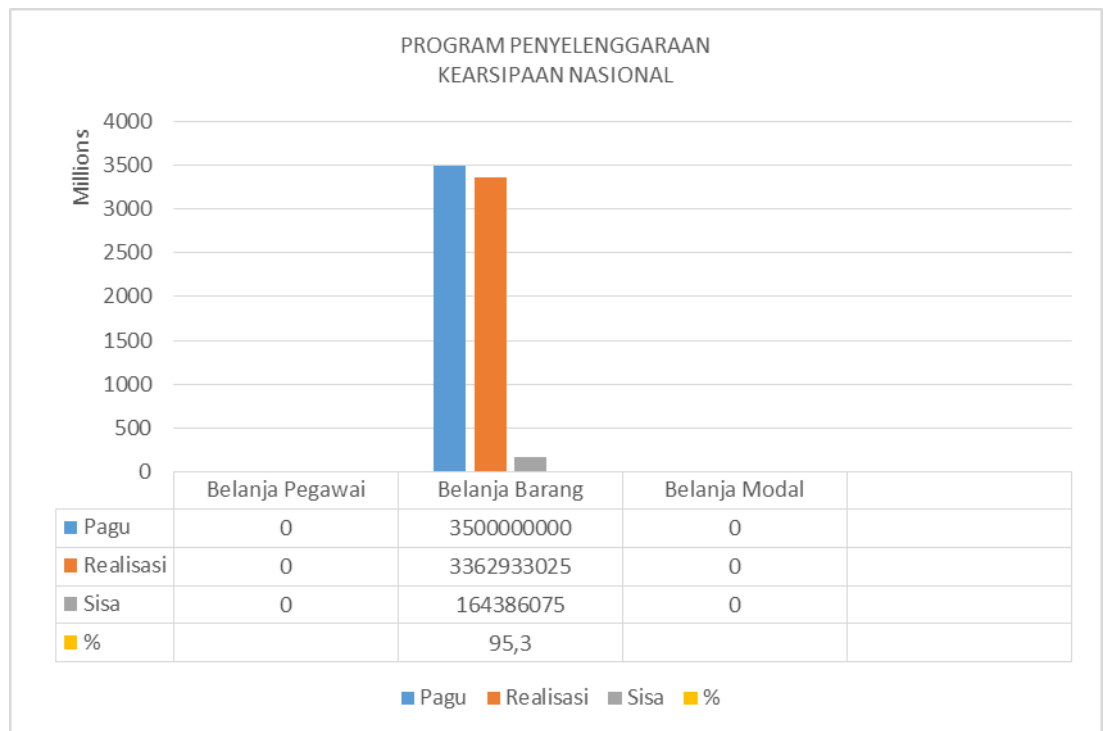 PROGRAM PENYELENGGARAAN
KEARSIPAAN NASIONAL
Millions
4000
3500
3000
2500
2000
1500
1000
500
0
Belanja Pegawai Belanja Barang Belanja Modal
Pagu 0 3500000000 0
Realisasi 0 3362933025 0
Sisa 0 164386075 0
% 95,3
Pagu Realisasi Sisa %